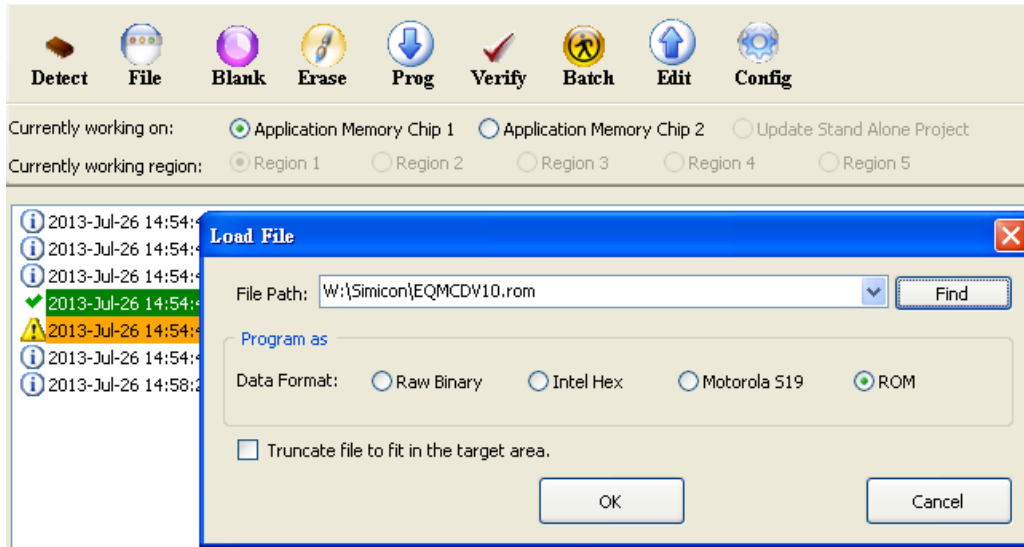 Detect File Blank Erase Prog Verify Batch Edit Config
Currently working on: Application Memory Chip 1 Application Memory Chip 2 Update Stand Alone Project
Currently working region: Region 1 Region 2 Region 3 Region 4 Region 5
2013-Jul-26 14:54:
2013-Jul-26 14:54:
2013-Jul-26 14:54:
2013-Jul-26 14:54:
2013-Jul-26 14:54:
2013-Jul-26 14:54:
2013-Jul-26 14:58:2
Load File
File Path: W:\Simicon\EQMCDV10.rom Find
Program as
Data Format: Raw Binary Intel Hex Motorola S19 ROM
Truncate file to fit in the target area.
OK Cancel